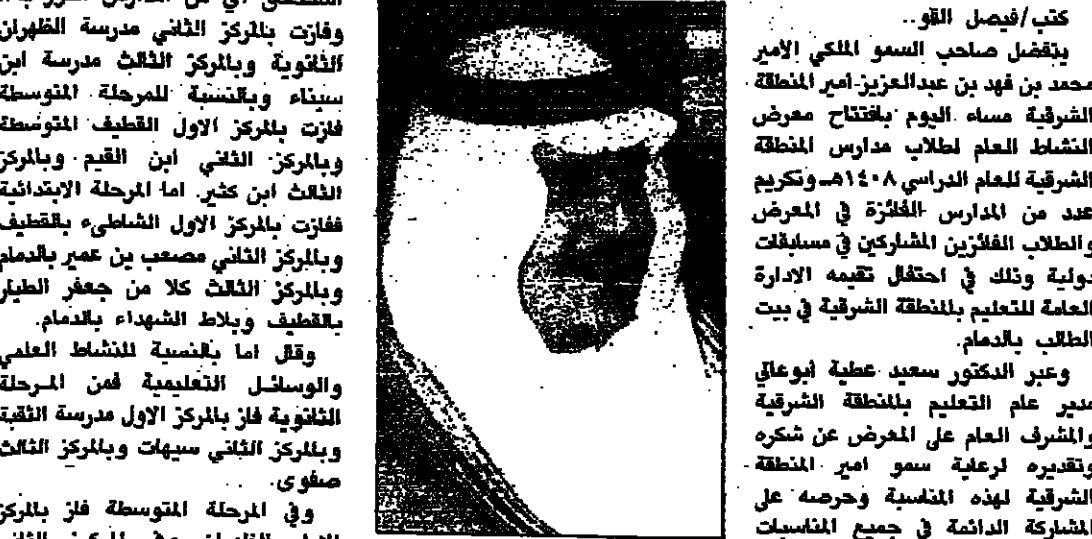 كتب/فيصل القو..
يتفضل صاحب السمو الملكي الأمير
محمد بن فهد بن عبدالعزيز امير المنطقة
الشرقية مساء اليوم بافتتاح معرض
النشاط العام لطلاب مدارس المنطقة
الشرقية للعام الدراسي ١٤٠٨هـ وتكريم
عدد من المدارس الفائزة في المعرض
والطلاب الفائزين المشاركين في مسابقات
دولية وذلك في احتفال تقيمه الادارة
العامة للتعليم بالمنطقة الشرقية في بيت
الطالب بالدمام.
وعبر الدكتور سعيد عطية أبوعالي
مدير عام التعليم بالمنطقة الشرقية
والمشرف العام على المعرض عن شكره
وتقديره لرعاية سمو امير المنطقة
الشرقية لهذه المناسبة وحرصه على
المشاركة الدائمة في جميع المناسبات
وفازت بالمركز الثاني مدرسة الظهران
الثانوية وبالمركز الثالث مدرسة ابن
سيناء وبالنسبة للمرحلة المتوسطة
فازت بالمركز الاول القطيف المتوسطة
وبالمركز الثاني ابن القيم وبالمركز
الثالث ابن كثير. اما المرحلة الابتدائية
ففازت بالمركز الاول الشاطىء بالقطيف
وبالمركز الثاني مصعب بن عمير بالدمام
وبالمركز الثالث كلا من جعفر الطيار
بالقطيف وبلاط الشهداء بالدمام.
وقال اما بالنسبة للنشاط العلمي
والوسائل التعليمية فمن المرحلة
الثانوية فاز بالمركز الاول مدرسة الثقبة
وبالمركز الثاني سيهات وبالمركز الثالث
صفوى.
وفي المرحلة المتوسطة فاز بالمركز